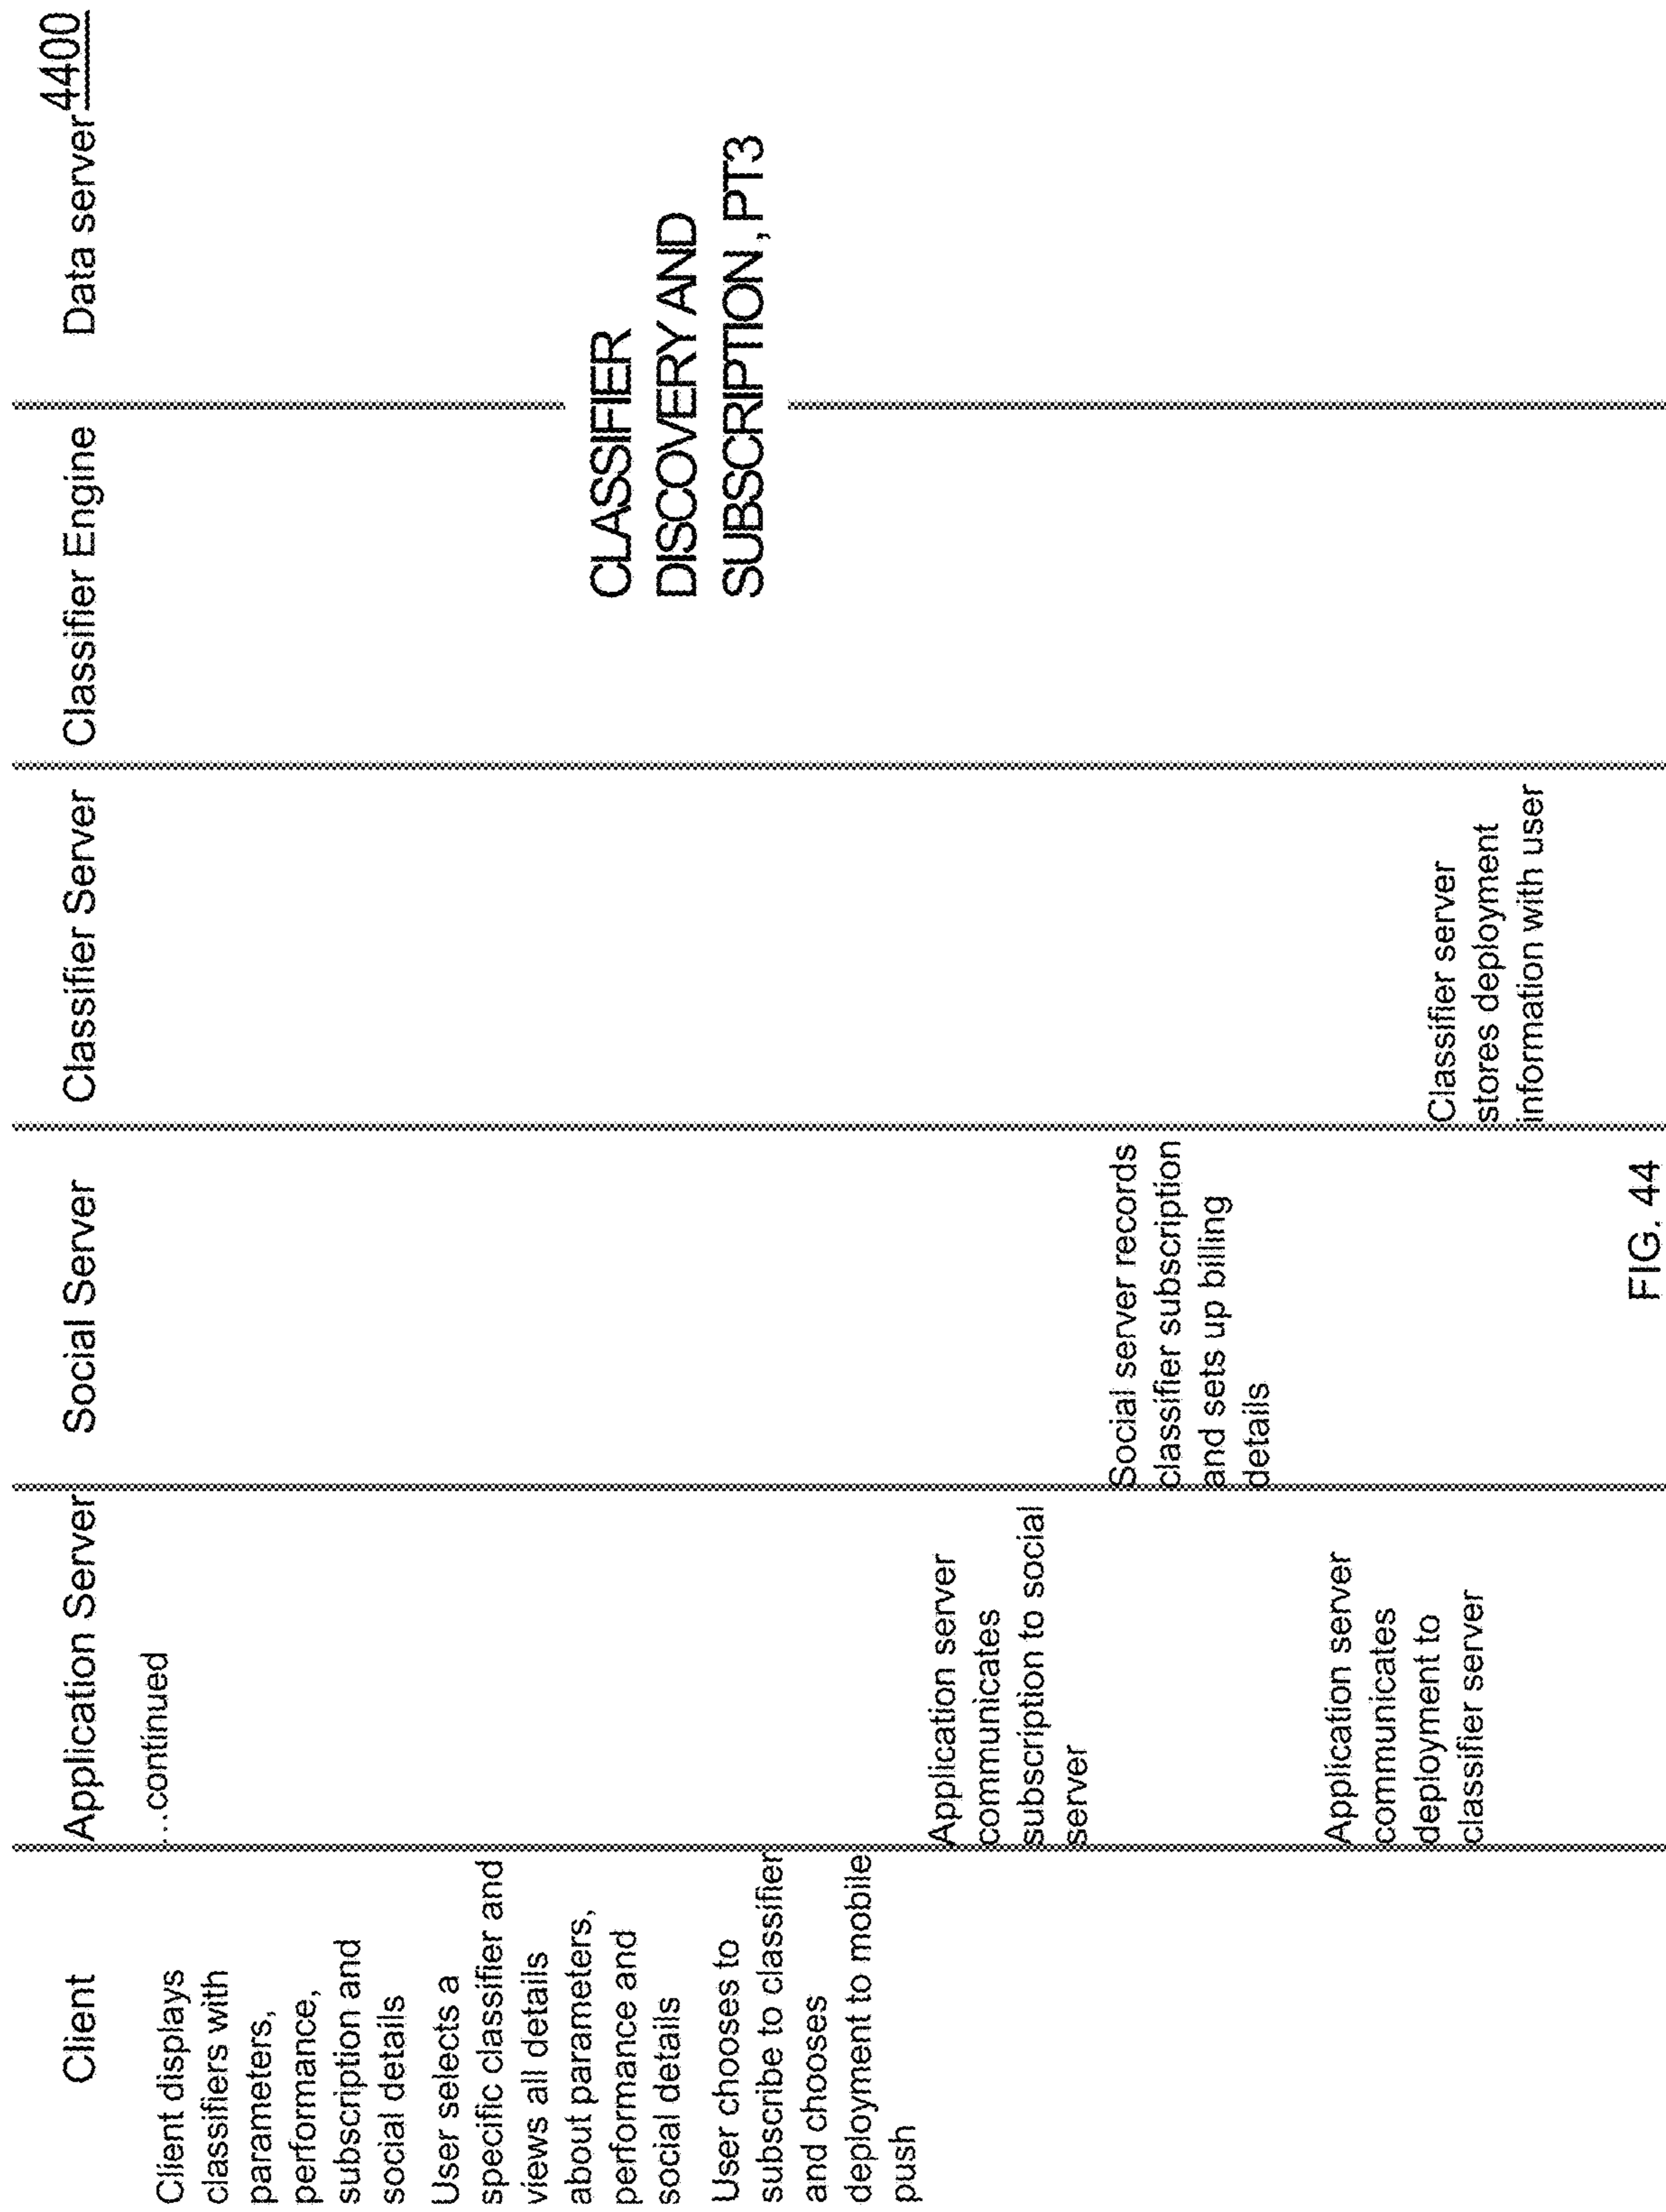 4400
Client
Application Server
Social Server
Classifier Server
Classifier Engine
Data server
...continued
Client displays
classifiers with
parameters,
performance,
subscription and
social details
User selects a
specific classifier and
views all details
about parameters,
performance and
social details
User chooses to
subscribe to classifier
and chooses
deployment to mobile
push
CLASSIFIER
DISCOVERY AND
SUBSCRIPTION, PT3
Application server
communicates
subscription to social
server
Social server records
classifier subscription
and sets up billing
details
Application server
communicates
deployment to
classifier server
Classifier server
stores deployment
information with user
FIG. 44